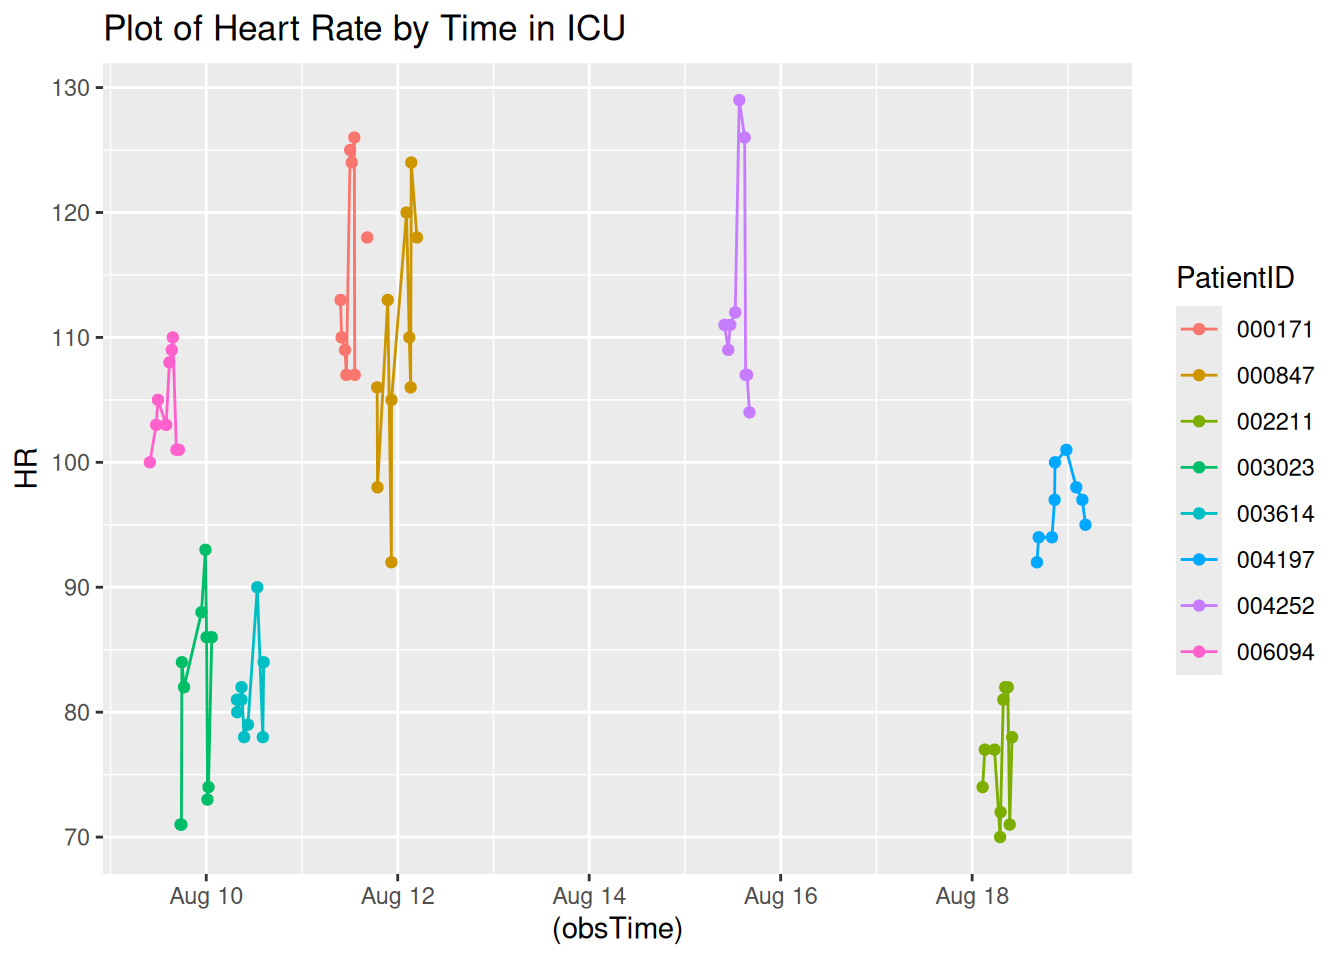 Plot of Heart Rate by Time in ICU
130
120
110
100
90
80
70
HR
Aug 10
Aug 12
Aug 14
Aug 16
Aug 18
(obsTime)
PatientID
000171
000847
002211
003023
003614
004197
004252
006094